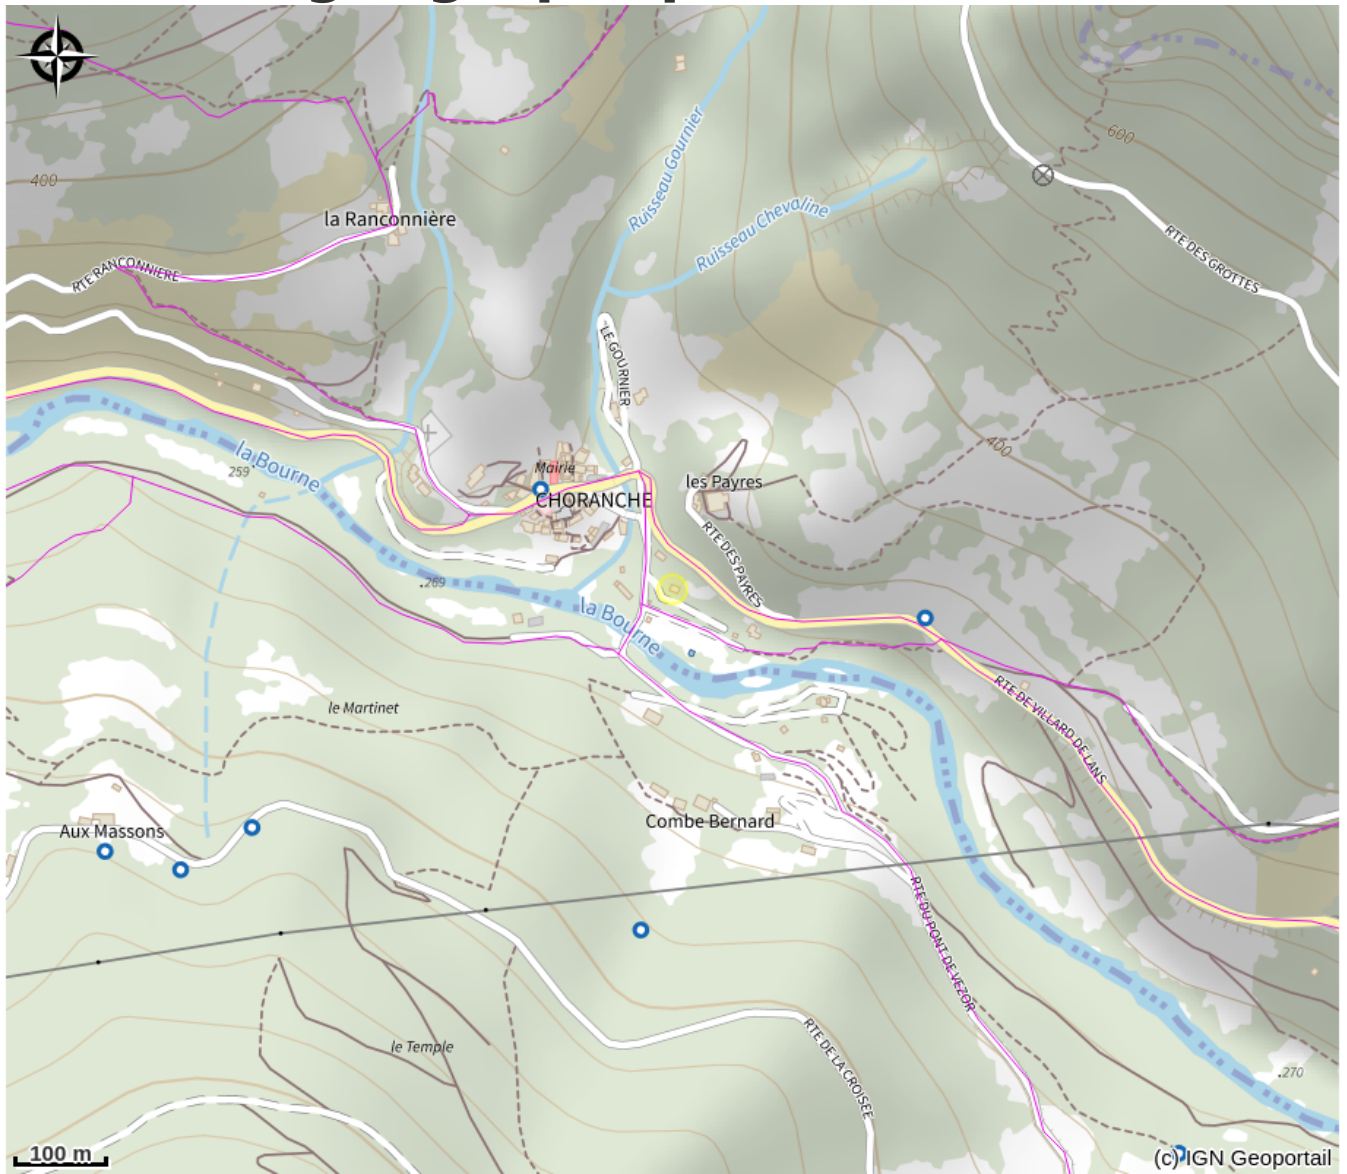 600
400
la Ranconnière
Ruisseau Gournier
Ruisseau Chevaline
RTE DES GROTTES
RTE RANCONNIERE
LE GOURNIER
400
la Bourne
259
Mairie
CHORANCHE
les Payres
RTE DES PAYRES
.269
la Bourne
le Martinet
RTE DE VILLARD DE LANS
Aux Massons
Combe Bernard
RTE DU PONT DE VEZOR
le Temple
RTE DE LA CROISEE
.270
100 m
(c) IGN Geoportail